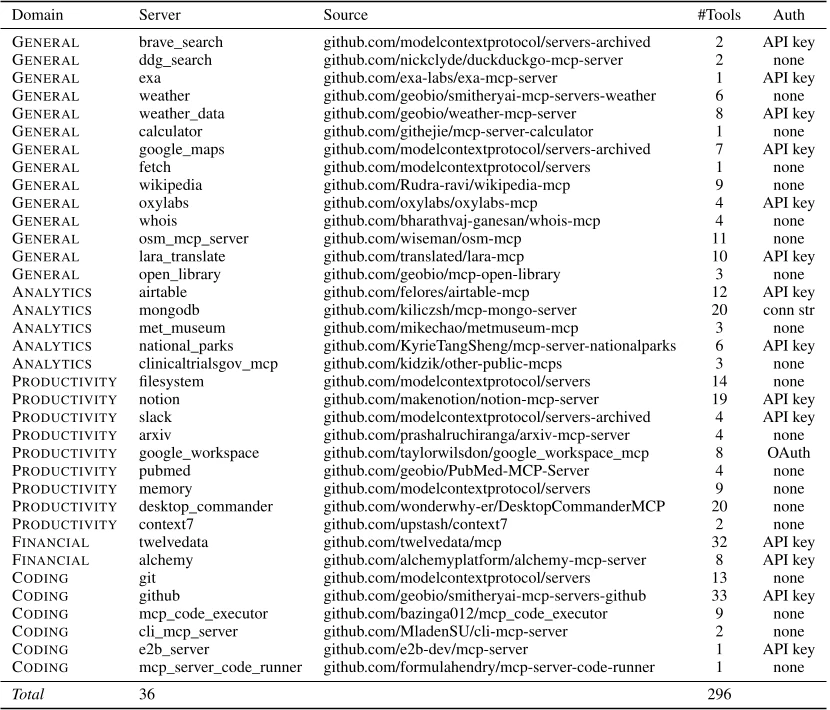 Domain Server Source #Tools Auth
GENERAL brave_search github.com/modelcontextprotocol/servers-archived 2 API key
GENERAL ddg_search github.com/nickclyde/duckduckgo-mcp-server 2 none
GENERAL exa github.com/exa-labs/exa-mcp-server 1 API key
GENERAL weather github.com/geobio/smitheryai-mcp-servers-weather 6 none
GENERAL weather_data github.com/geobio/weather-mcp-server 8 API key
GENERAL calculator github.com/githejie/mcp-server-calculator 1 none
GENERAL google_maps github.com/modelcontextprotocol/servers-archived 7 API key
GENERAL fetch github.com/modelcontextprotocol/servers 1 none
GENERAL wikipedia github.com/Rudra-ravi/wikipedia-mcp 9 none
GENERAL oxylabs github.com/oxylabs/oxylabs-mcp 4 API key
GENERAL whois github.com/bharathvaj-ganesan/whois-mcp 4 none
GENERAL osm_mcp_server github.com/wiseman/osm-mcp 11 none
GENERAL lara_translate github.com/translated/lara-mcp 10 API key
GENERAL open_library github.com/geobio/mcp-open-library 3 none
ANALYTICS airtable github.com/felores/airtable-mcp 12 API key
ANALYTICS mongodb github.com/kiliczsh/mcp-mongo-server 20 conn str
ANALYTICS met_museum github.com/mikechao/metmuseum-mcp 3 none
ANALYTICS national_parks github.com/KyrieTangSheng/mcp-server-nationalparks 6 API key
ANALYTICS clinicaltrialsgov_mcp github.com/kidzik/other-public-mcps 3 none
PRODUCTIVITY filesystem github.com/modelcontextprotocol/servers 14 none
PRODUCTIVITY notion github.com/makenotion/notion-mcp-server 19 API key
PRODUCTIVITY slack github.com/modelcontextprotocol/servers-archived 4 API key
PRODUCTIVITY arxiv github.com/prashalruchiranga/arxiv-mcp-server 4 none
PRODUCTIVITY google_workspace github.com/taylorwilsdon/google_workspace_mcp 8 OAuth
PRODUCTIVITY pubmed github.com/geobio/PubMed-MCP-Server 4 none
PRODUCTIVITY memory github.com/modelcontextprotocol/servers 9 none
PRODUCTIVITY desktop_commander github.com/wonderwhy-er/DesktopCommanderMCP 20 none
PRODUCTIVITY context7 github.com/upstash/context7 2 none
FINANCIAL twelvedata github.com/twelvedata/mcp 32 API key
FINANCIAL alchemy github.com/alchemyplatform/alchemy-mcp-server 8 API key
CODING git github.com/modelcontextprotocol/servers 13 none
CODING github github.com/geobio/smitheryai-mcp-servers-github 33 API key
CODING mcp_code_executor github.com/bazinga012/mcp_code_executor 9 none
CODING cli_mcp_server github.com/MladenSU/cli-mcp-server 2 none
CODING e2b_server github.com/e2b-dev/mcp-server 1 API key
CODING mcp_server_code_runner github.com/formulahendry/mcp-server-code-runner 1 none
Total 36 296